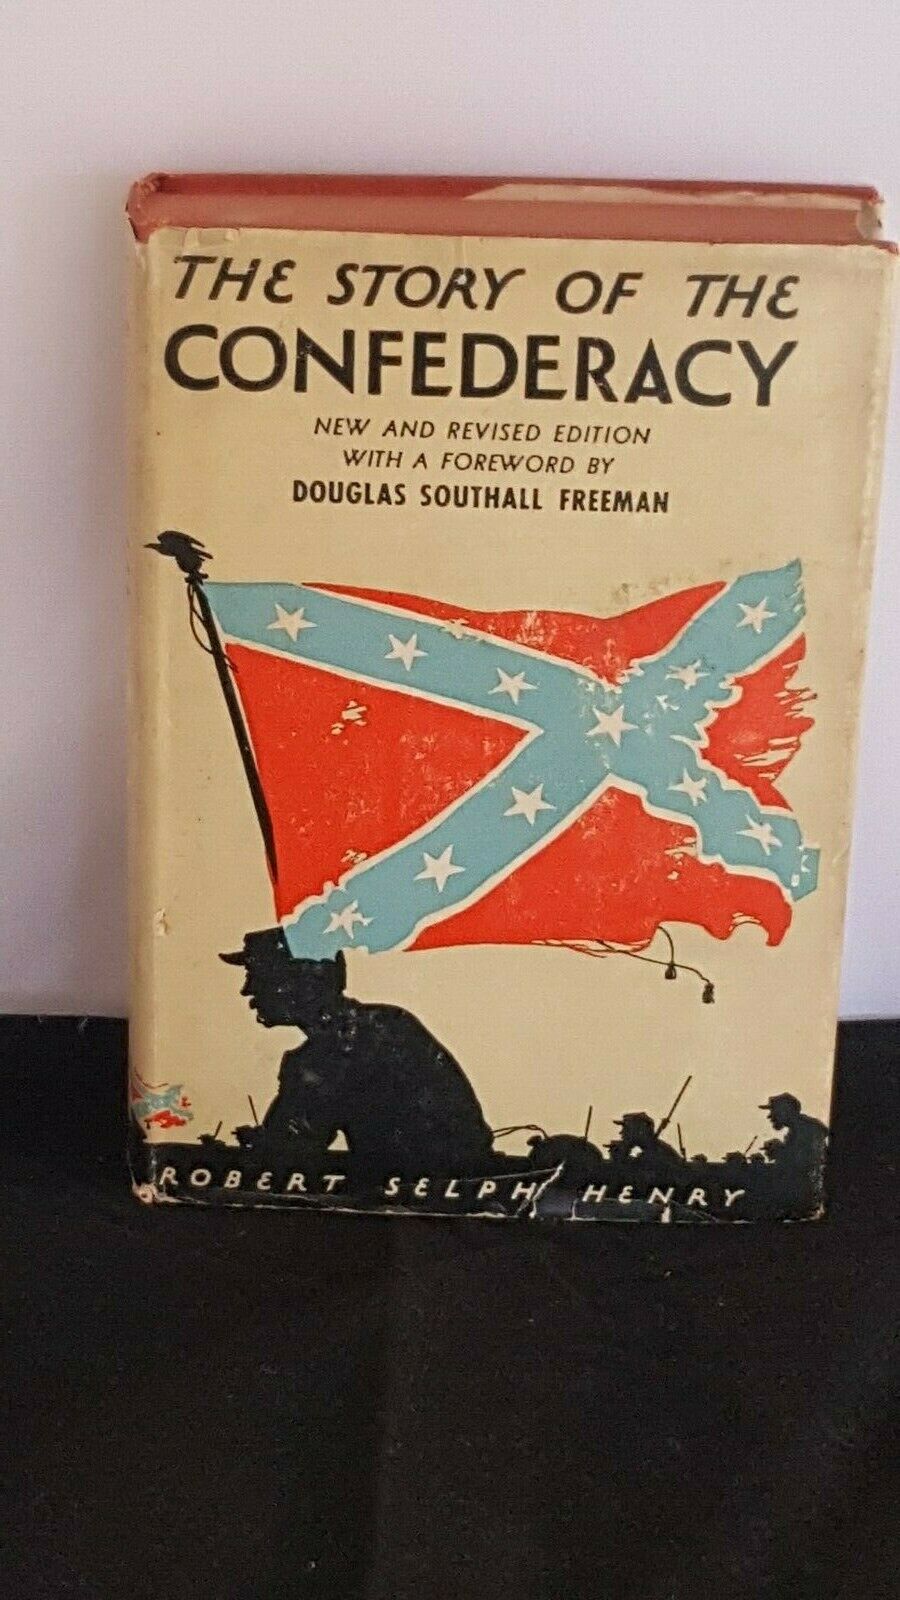 THE STORY OF THE
CONFEDERACY
NEW AND REVISED EDITION
WITH A FOREWORD BY
DOUGLAS SOUTHALL FREEMAN
ROBERT SELPH HENRY